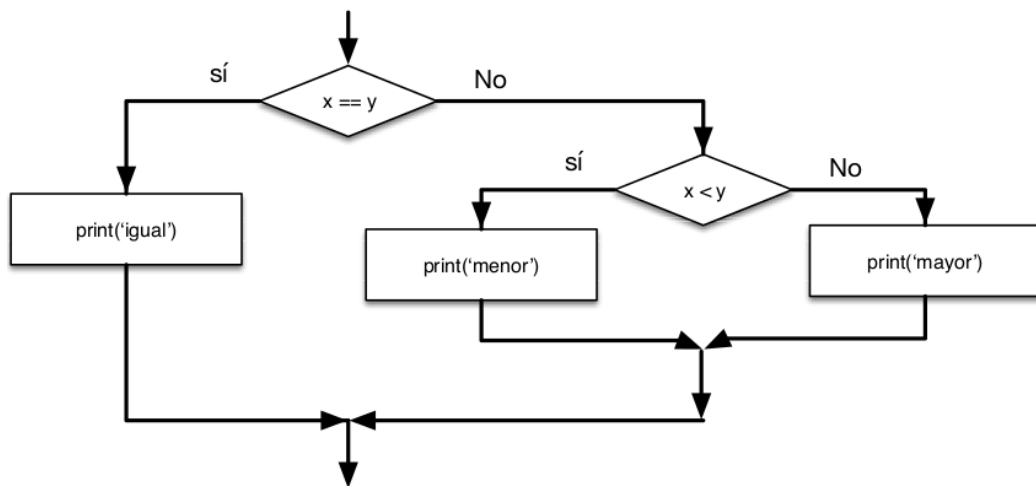 sí
No
x == y
sí
No
x < y
print(‘igual’)
print(‘menor’)
print(‘mayor’)